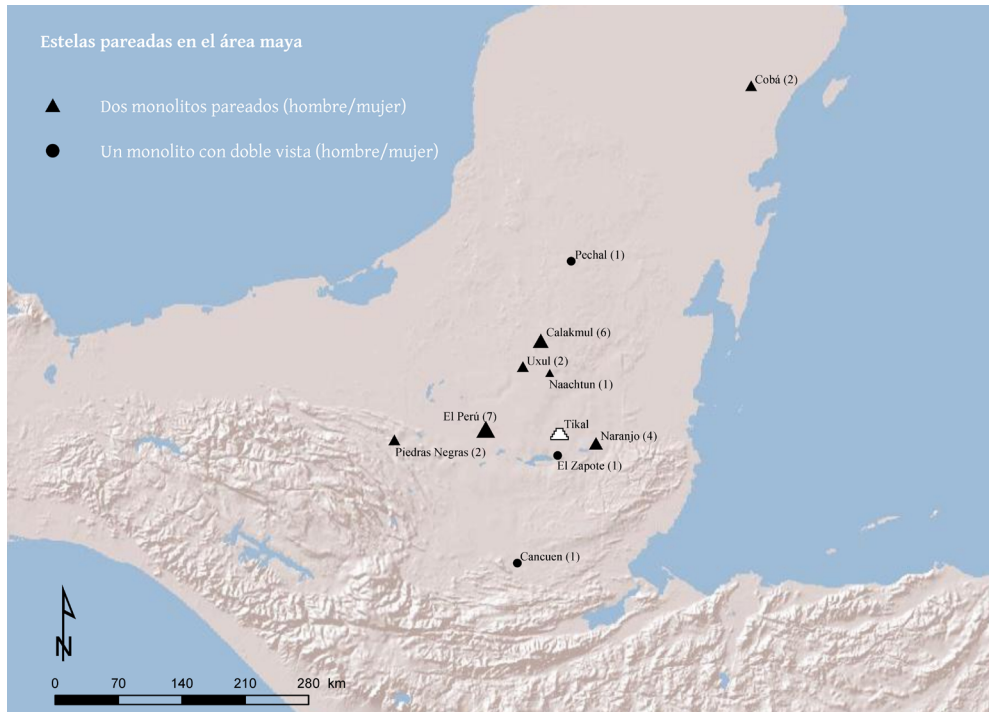 Estelas pareadas en el área maya
Dos monolitos pareados (hombre/mujer)
Un monolito con doble vista (hombre/mujer)
Cobá (2)
Pechal (1)
Calakmul (6)
Uxul (2)
Naachtun (1)
El Perú (7)
Tikal
Naranjo (4)
Piedras Negras (2)
El Zapote (1)
Cancuen (1)
N
0 70 140 210 280 km